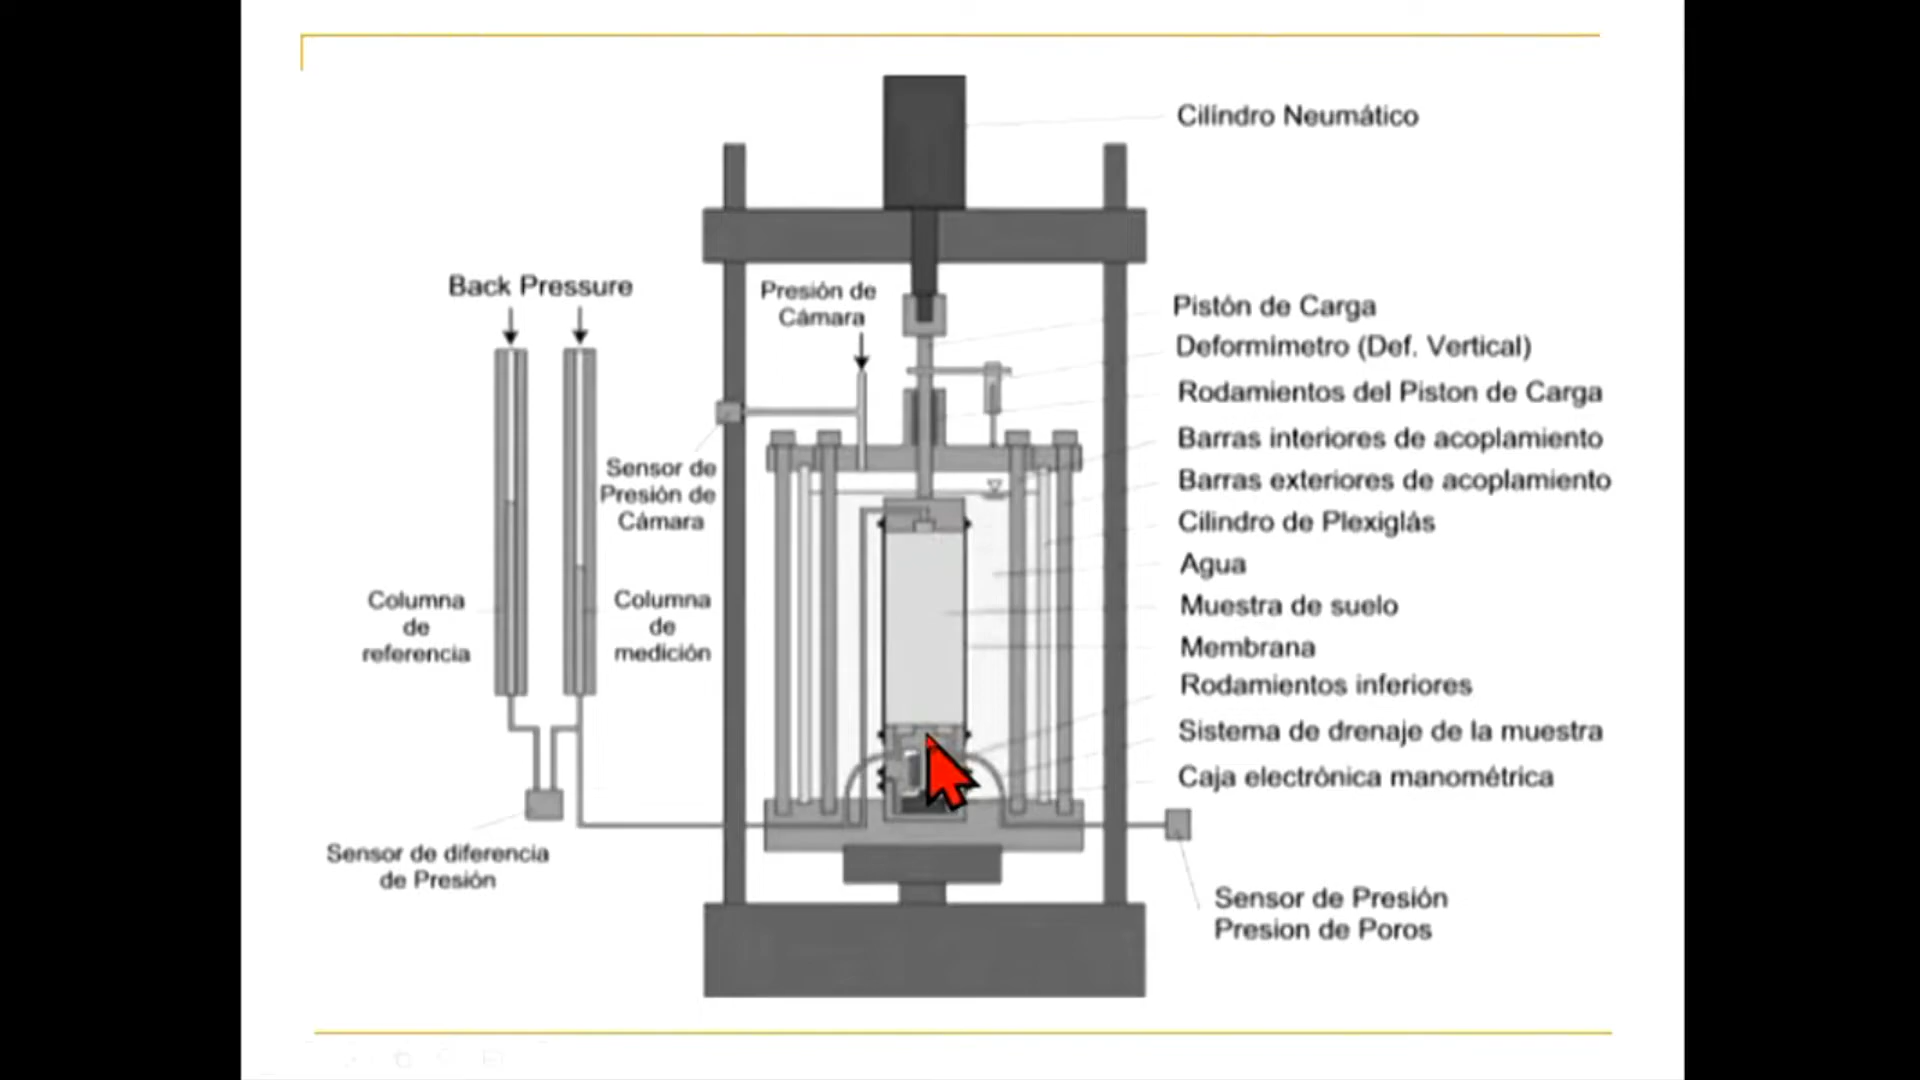 Cilíndro Neumático
Back Pressure
Presión de
Cámara
Pistón de Carga
Deformimetro (Def. Vertical)
Rodamientos del Piston de Carga
Barras interiores de acoplamiento
Sensor de
Presión de
Cámara
Barras exteriores de acoplamiento
Cilindro de Plexiglás
Agua
Columna
de
referencia
Columna
de
medición
Muestra de suelo
Membrana
Rodamientos inferiores
Sistema de drenaje de la muestra
Caja electrónica manométrica
Sensor de diferencia
de Presión
Sensor de Presión
Presion de Poros